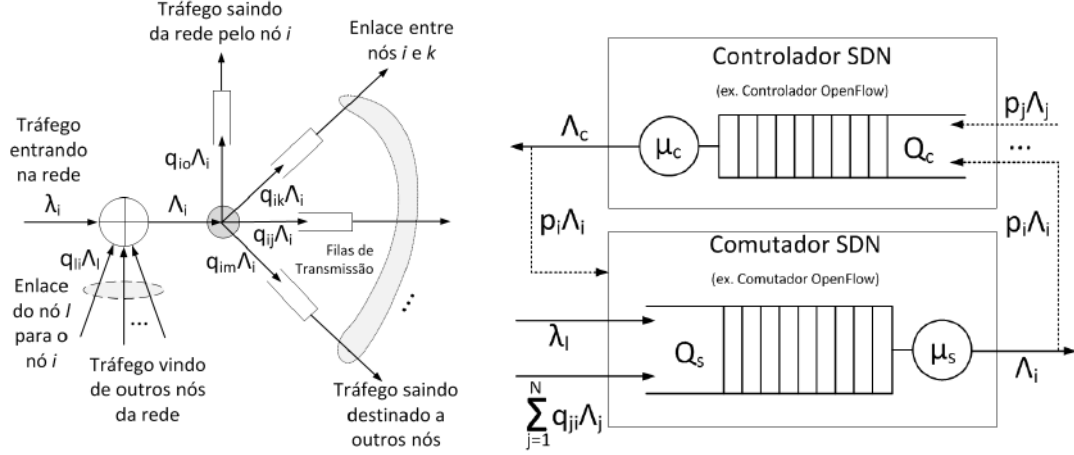 Tráfego saindo
da rede pelo nó i
Enlace entre
nós i e k
Tráfego
entrando
na rede
λi
Λi
qioΛi
qikΛi
qijΛi
qimΛi
Filas de
Transmissão
qliΛl
Enlace
do nó l
para o
nó i
...
Tráfego vindo
de outros nós
da rede
...
Tráfego saindo
destinado a
outros nós
Controlador SDN
(ex. Controlador OpenFlow)
Λc
μc
Qc
pjΛj
...
piΛi
piΛi
Comutador SDN
(ex. Comutador OpenFlow)
λl
Qs
μs
Λi
N
∑ qjiΛj
j=1